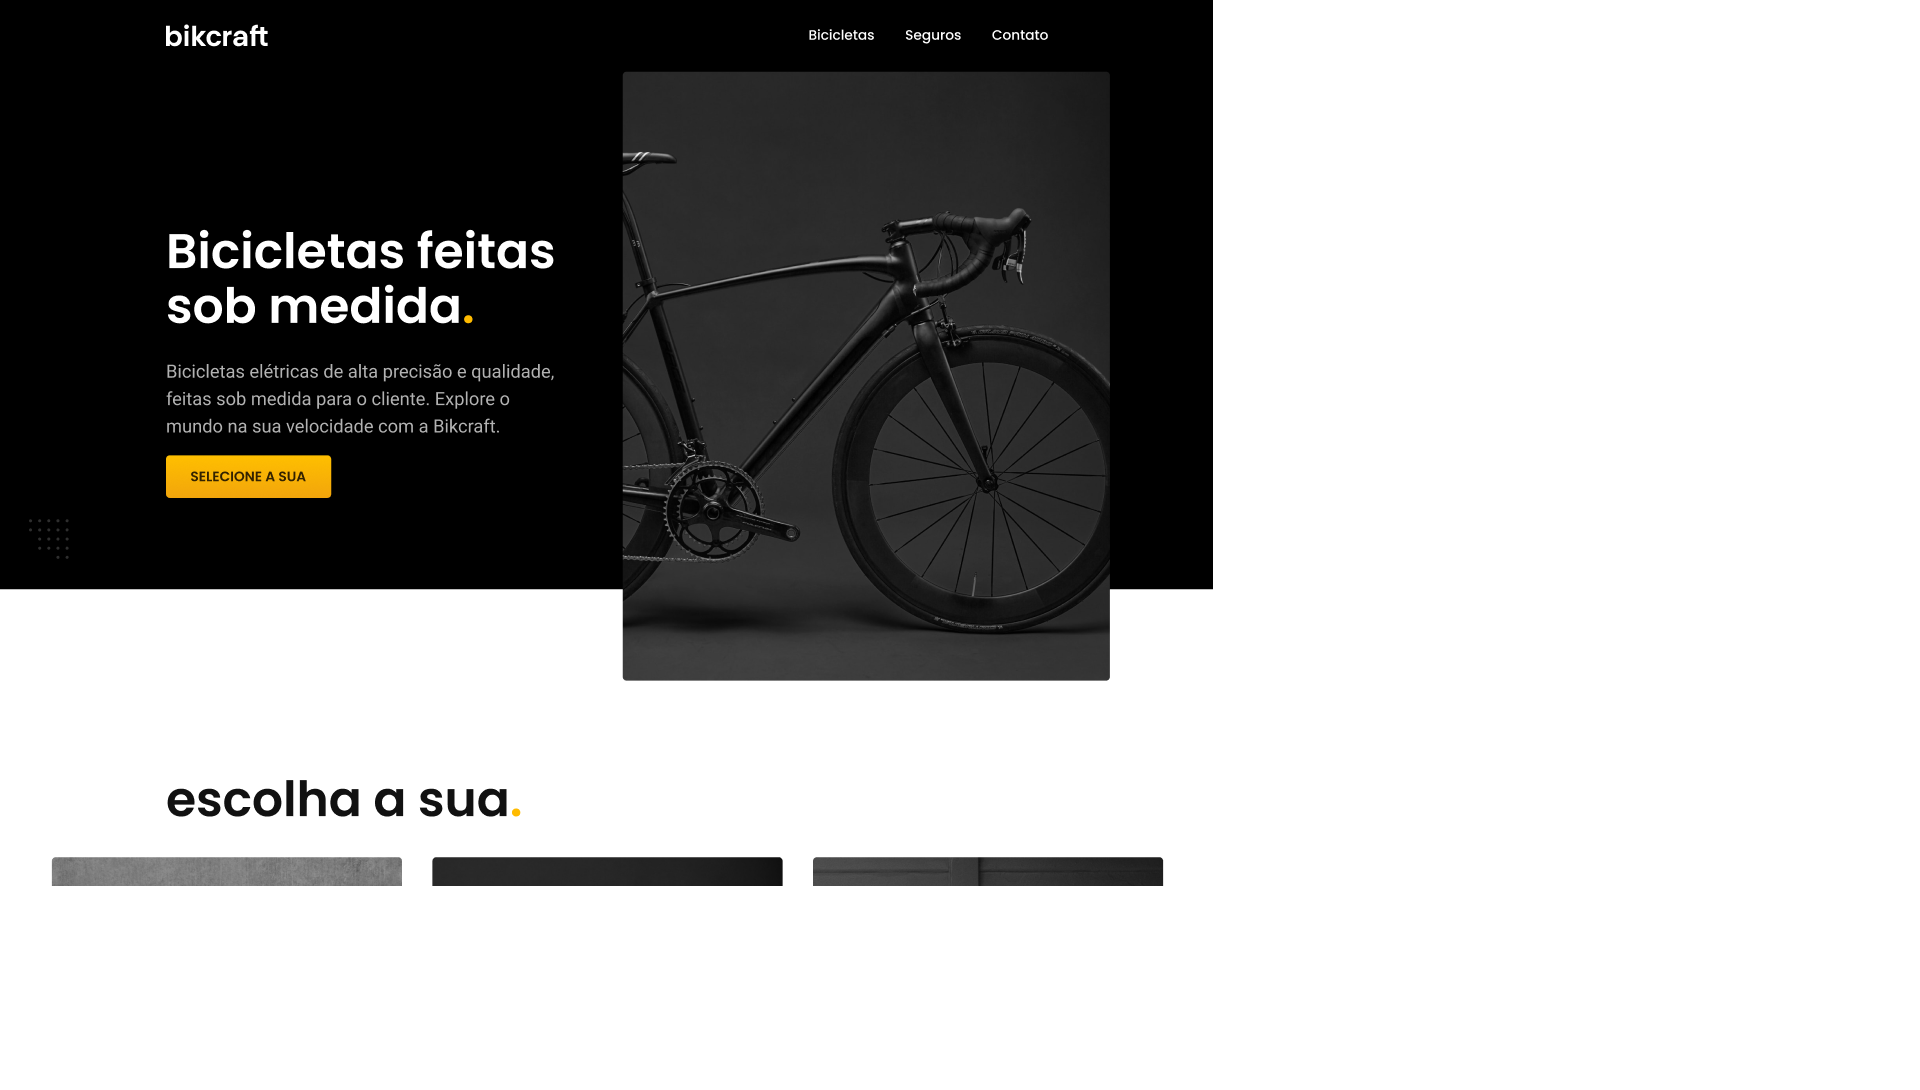 bikcraft
Bicicletas Seguros Contato
Bicicletas feitas
sob medida.
Bicicletas elétricas de alta precisão e qualidade,
feitas sob medida para o cliente. Explore o
mundo na sua velocidade com a Bikcraft.
SELECIONE A SUA
escolha a sua.